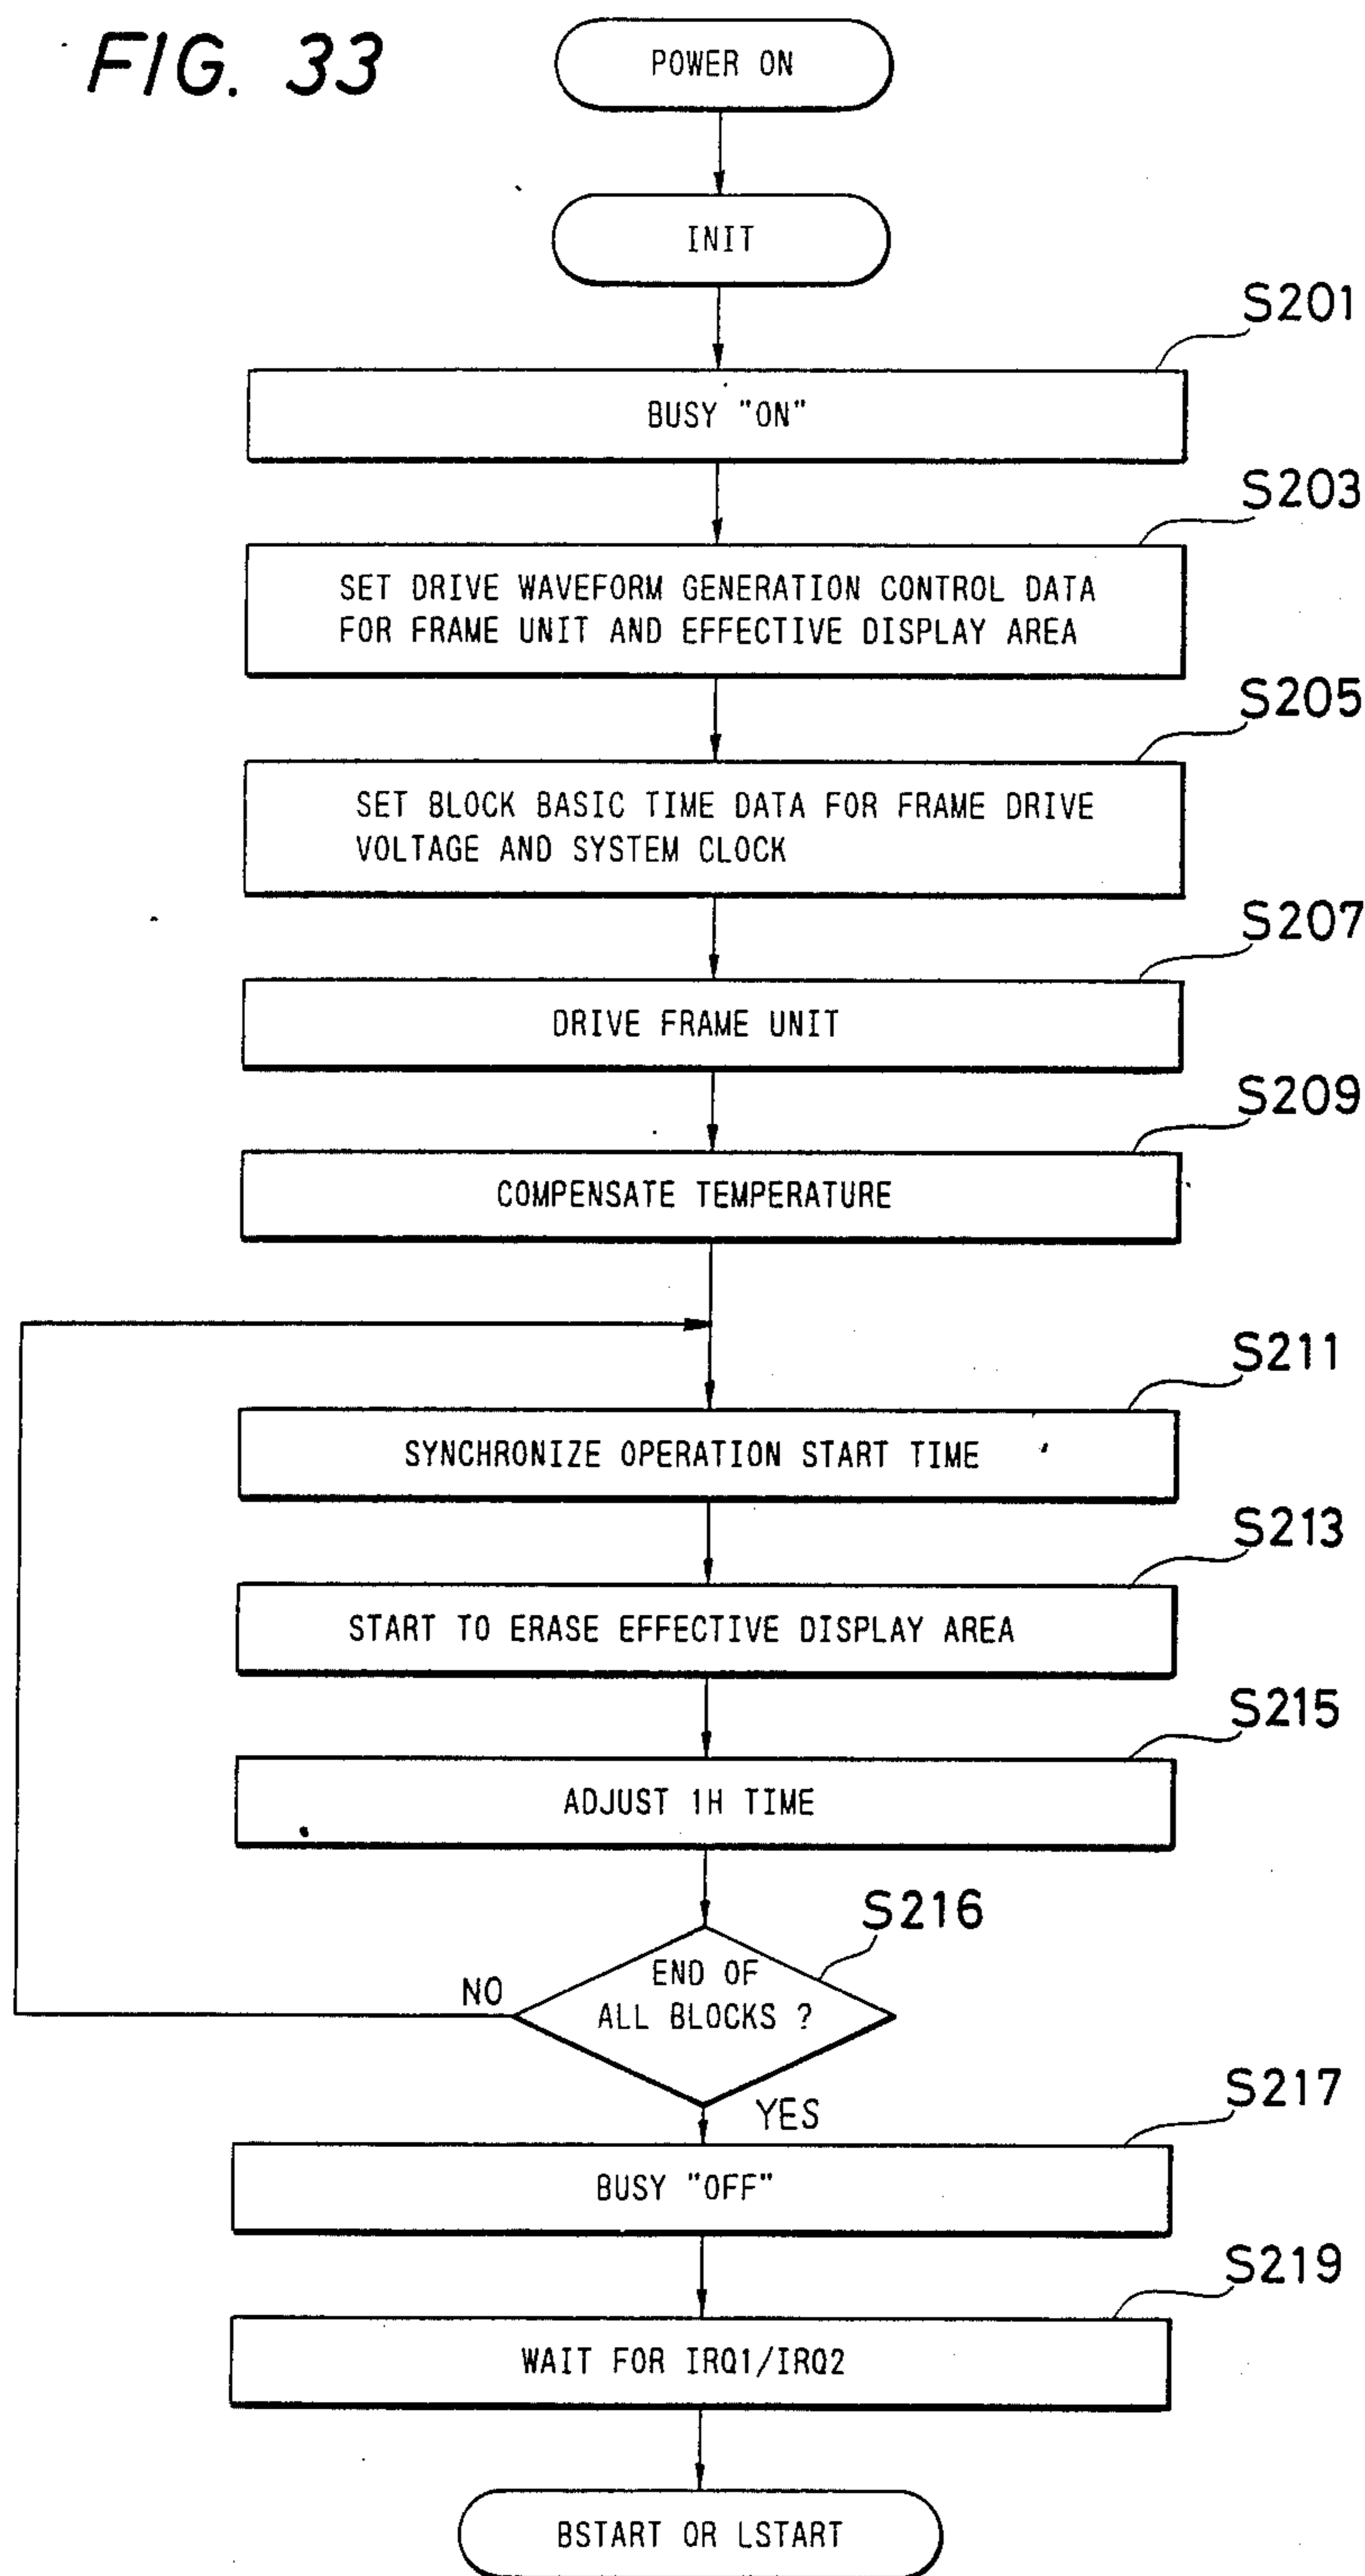 FIG. 33
POWER ON
INIT
S201
BUSY "ON"
S203
SET DRIVE WAVEFORM GENERATION CONTROL DATA
FOR FRAME UNIT AND EFFECTIVE DISPLAY AREA
S205
SET BLOCK BASIC TIME DATA FOR FRAME DRIVE
VOLTAGE AND SYSTEM CLOCK
S207
DRIVE FRAME UNIT
S209
COMPENSATE TEMPERATURE
S211
SYNCHRONIZE OPERATION START TIME
S213
START TO ERASE EFFECTIVE DISPLAY AREA
S215
ADJUST 1H TIME
S216
END OF
ALL BLOCKS ?
NO
YES
S217
BUSY "OFF"
S219
WAIT FOR IRQ1/IRQ2
BSTART OR LSTART